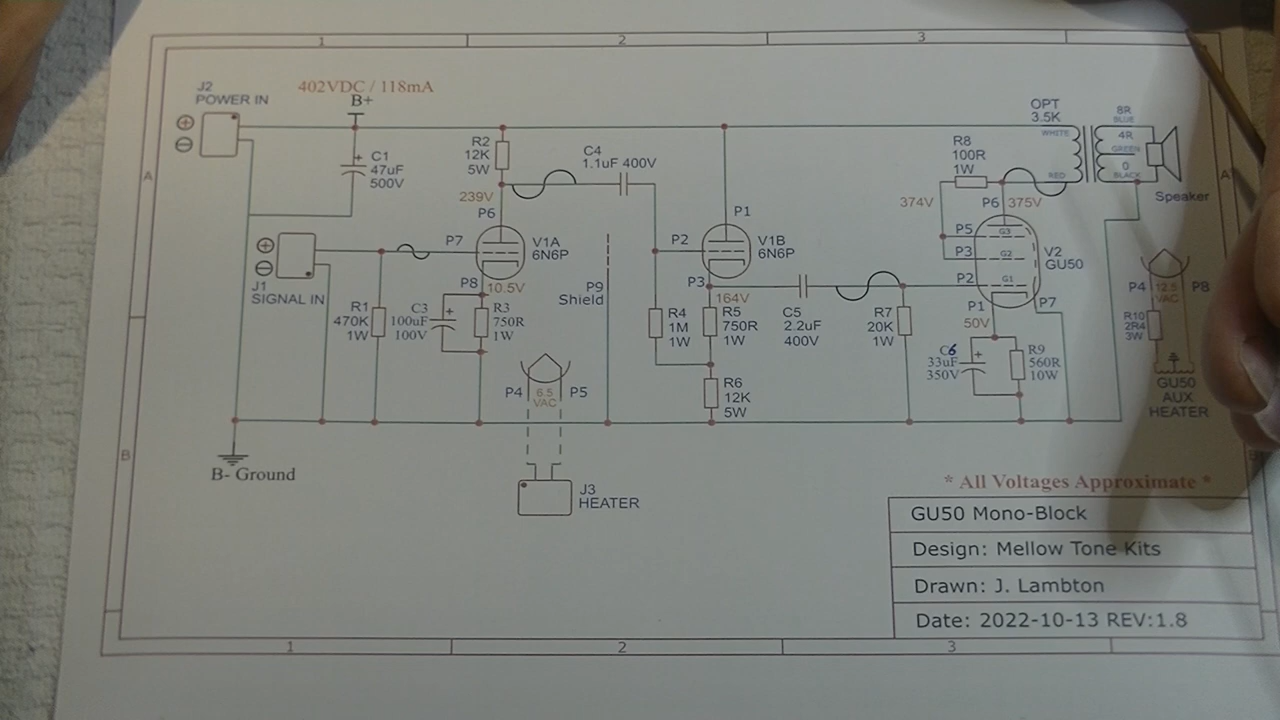 1
2
3
J2
POWER IN
402VDC / 118mA
B+
C1
47uF
500V
R2
12K
5W
239V
P6
C4
1.1uF 400V
OPT
3.5K
WHITE
RED
8R
BLUE
4R
GREEN
0
BLACK
Speaker
R8
100R
1W
374V
P6
375V
A
A
J1
SIGNAL IN
P7
V1A
6N6P
P8
10.5V
R1
470K
1W
C3
100uF
100V
R3
750R
1W
P9
Shield
P1
P2
V1B
6N6P
P3
164V
R4
1M
1W
R5
750R
1W
R6
12K
5W
C5
2.2uF
400V
R7
20K
1W
P5
P3
P2
G3
G2
G1
V2
GU50
P1
P7
50V
C6
33uF
350V
R9
560R
10W
P4
12.5
VAC
P8
R10
2R4
3W
GU50
AUX
HEATER
P4
6.5
VAC
P5
J3
HEATER
B
B- Ground
* All Voltages Approximate *
GU50 Mono-Block
Design: Mellow Tone Kits
Drawn: J. Lambton
Date: 2022-10-13 REV:1.8
1
2
3